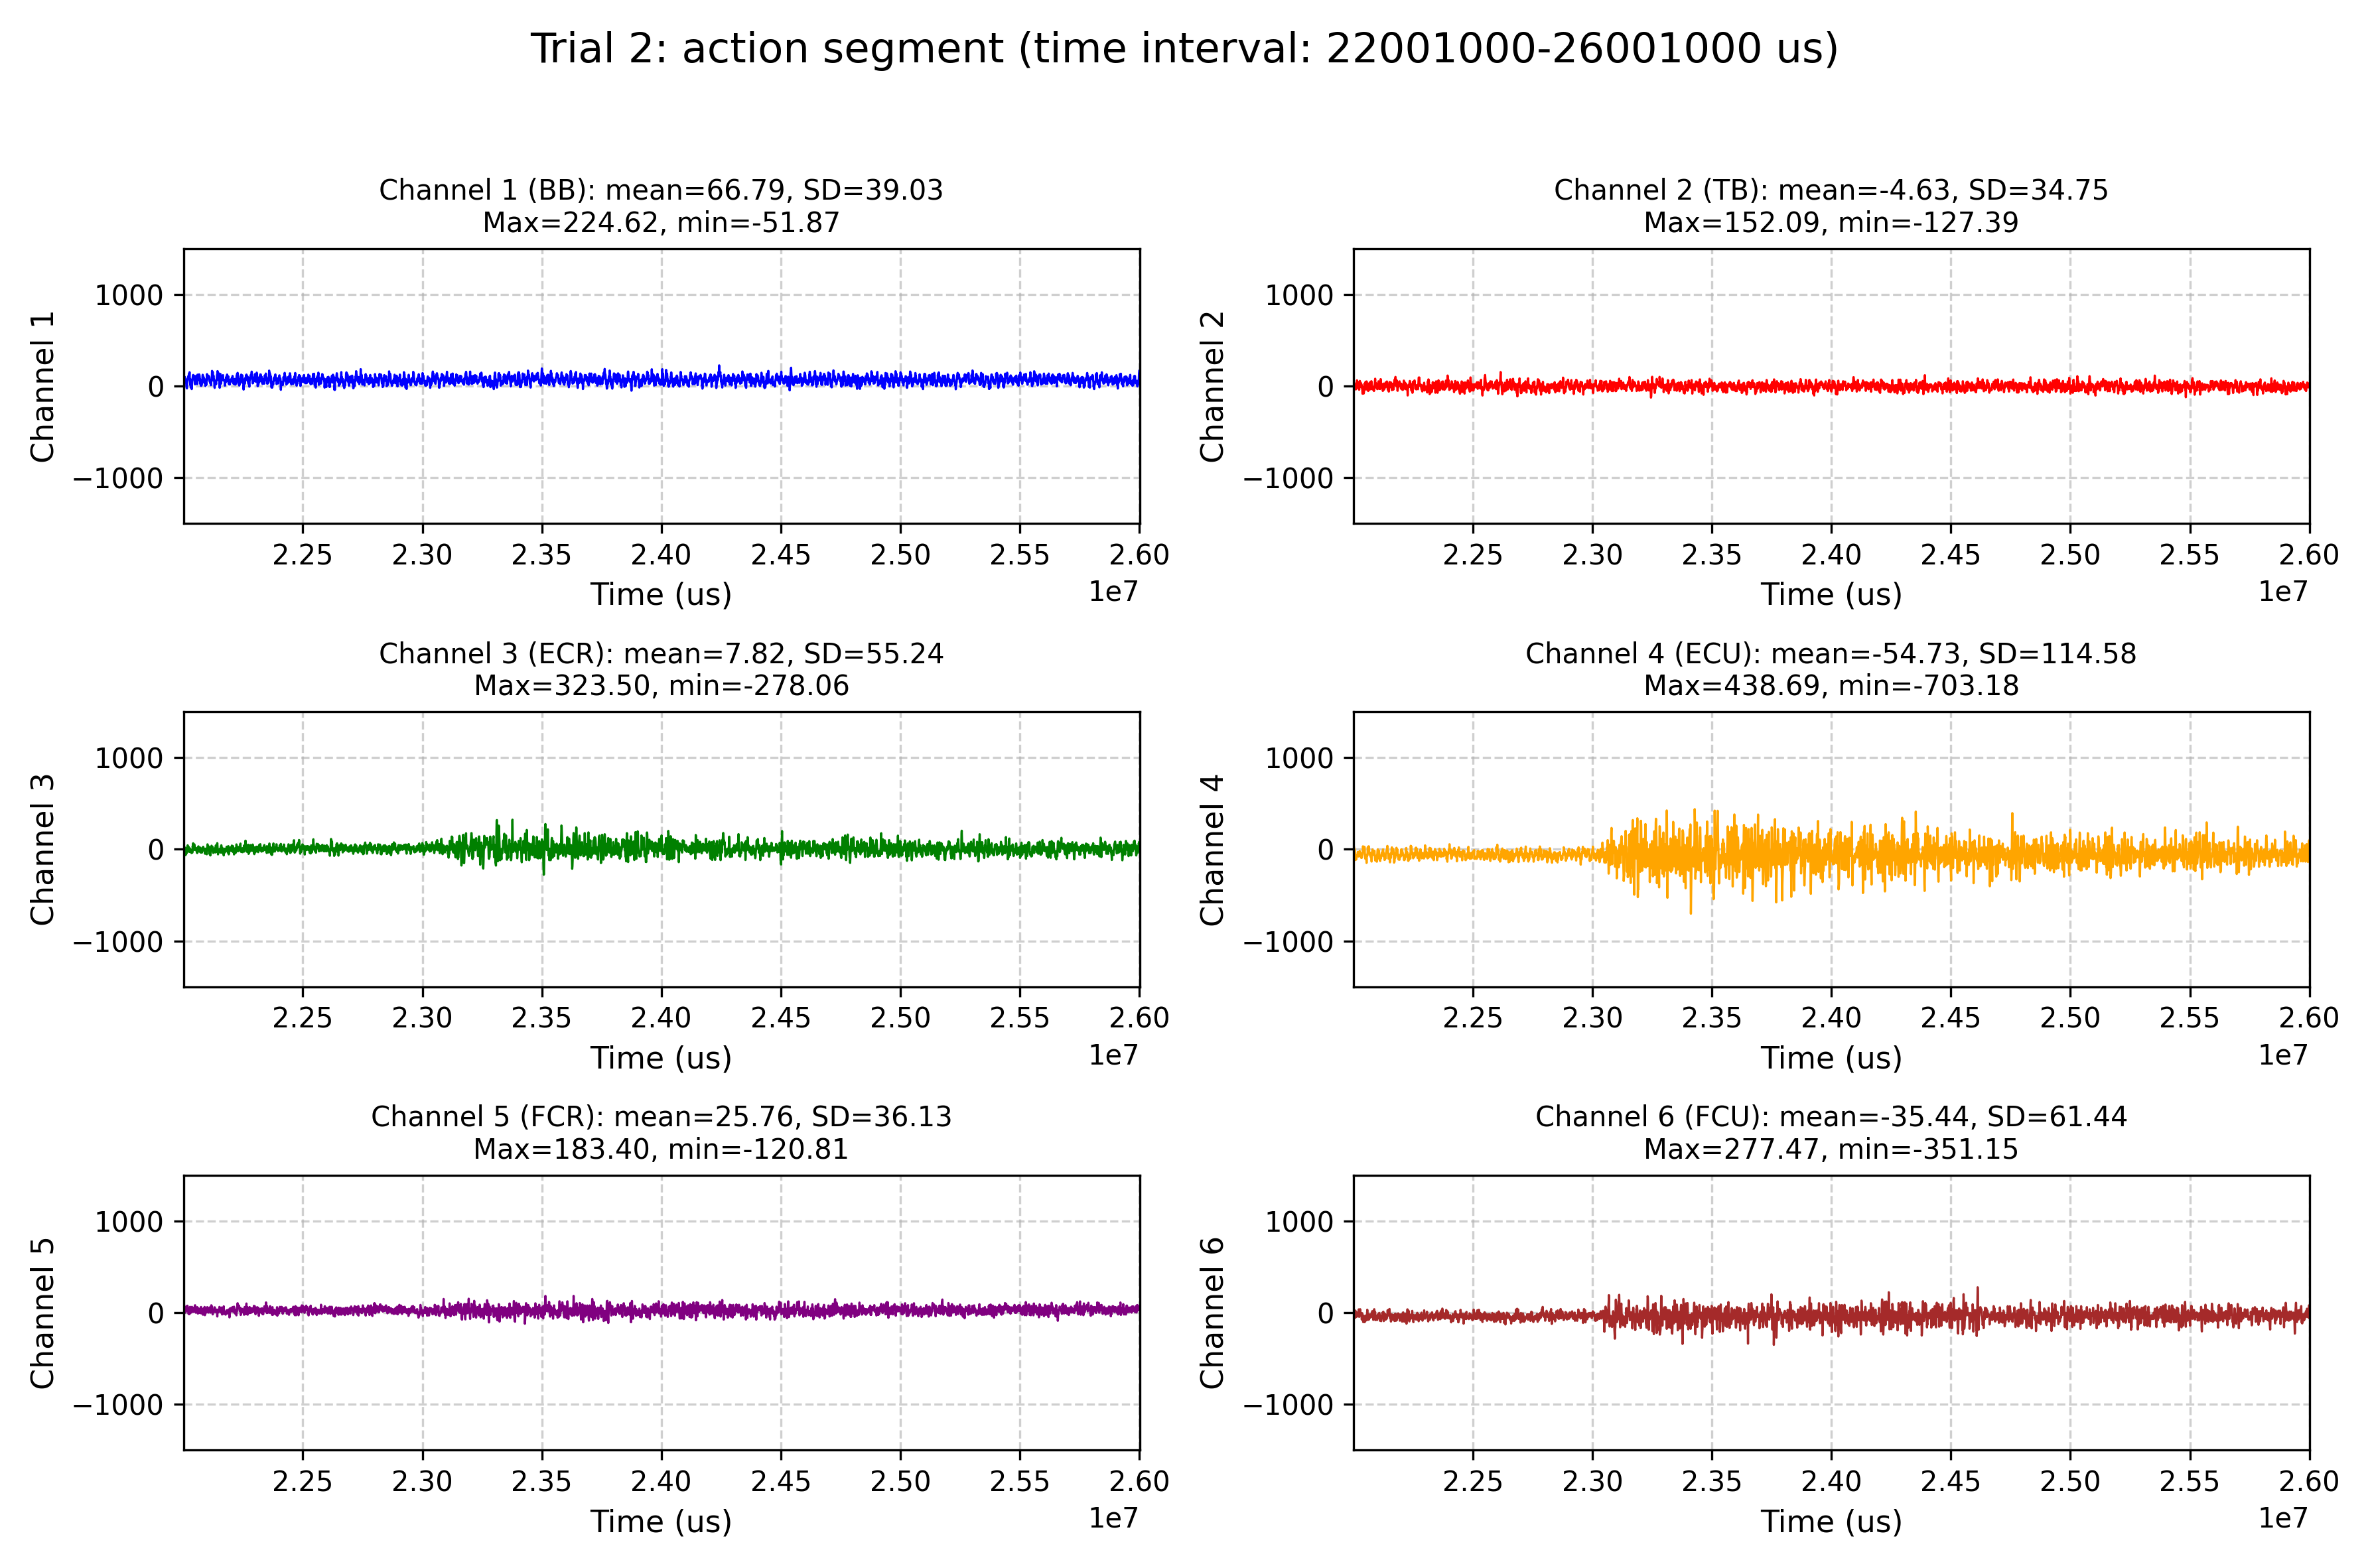 Trial 2: action segment (time interval: 22001000-26001000 us)
Channel 1 (BB): mean=66.79, SD=39.03
Max=224.62, min=-51.87
Channel 1
1000
0
−1000
2.25 2.30 2.35 2.40 2.45 2.50 2.55 2.60
1e7
Time (us)
Channel 2 (TB): mean=-4.63, SD=34.75
Max=152.09, min=-127.39
Channel 2
1000
0
−1000
2.25 2.30 2.35 2.40 2.45 2.50 2.55 2.60
1e7
Time (us)
Channel 3 (ECR): mean=7.82, SD=55.24
Max=323.50, min=-278.06
Channel 3
1000
0
−1000
2.25 2.30 2.35 2.40 2.45 2.50 2.55 2.60
1e7
Time (us)
Channel 4 (ECU): mean=-54.73, SD=114.58
Max=438.69, min=-703.18
Channel 4
1000
0
−1000
2.25 2.30 2.35 2.40 2.45 2.50 2.55 2.60
1e7
Time (us)
Channel 5 (FCR): mean=25.76, SD=36.13
Max=183.40, min=-120.81
Channel 5
1000
0
−1000
2.25 2.30 2.35 2.40 2.45 2.50 2.55 2.60
1e7
Time (us)
Channel 6 (FCU): mean=-35.44, SD=61.44
Max=277.47, min=-351.15
Channel 6
1000
0
−1000
2.25 2.30 2.35 2.40 2.45 2.50 2.55 2.60
1e7
Time (us)